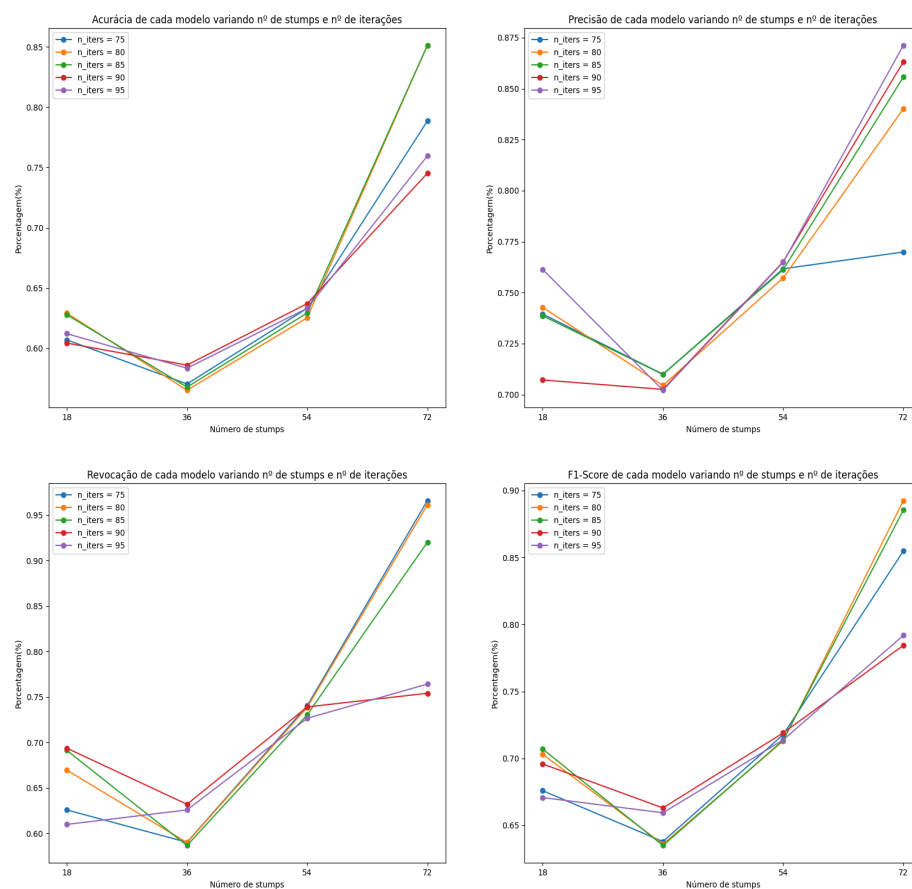 Acurácia de cada modelo variando nº de stumps e nº de iterações
n_iters = 75
n_iters = 80
n_iters = 85
n_iters = 90
n_iters = 95
Porcentagem(%)
0.85
0.80
0.75
0.70
0.65
0.60
18 36 54 72
Número de stumps
Precisão de cada modelo variando nº de stumps e nº de iterações
n_iters = 75
n_iters = 80
n_iters = 85
n_iters = 90
n_iters = 95
Porcentagem(%)
0.875
0.850
0.825
0.800
0.775
0.750
0.725
0.700
18 36 54 72
Número de stumps
Revocação de cada modelo variando nº de stumps e nº de iterações
n_iters = 75
n_iters = 80
n_iters = 85
n_iters = 90
n_iters = 95
Porcentagem(%)
0.95
0.90
0.85
0.80
0.75
0.70
0.65
0.60
18 36 54 72
Número de stumps
F1-Score de cada modelo variando nº de stumps e nº de iterações
n_iters = 75
n_iters = 80
n_iters = 85
n_iters = 90
n_iters = 95
Porcentagem(%)
0.90
0.85
0.80
0.75
0.70
0.65
18 36 54 72
Número de stumps